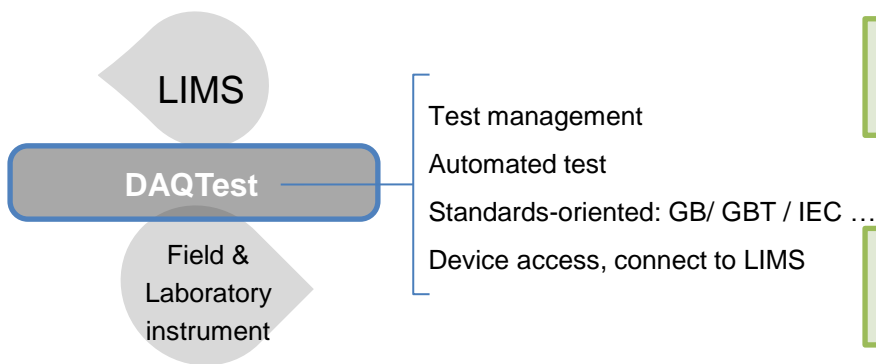 LIMS
DAQTest
Field &
Laboratory
instrument
Test management
Automated test
Standards-oriented: GB/ GBT / IEC …
Device access, connect to LIMS